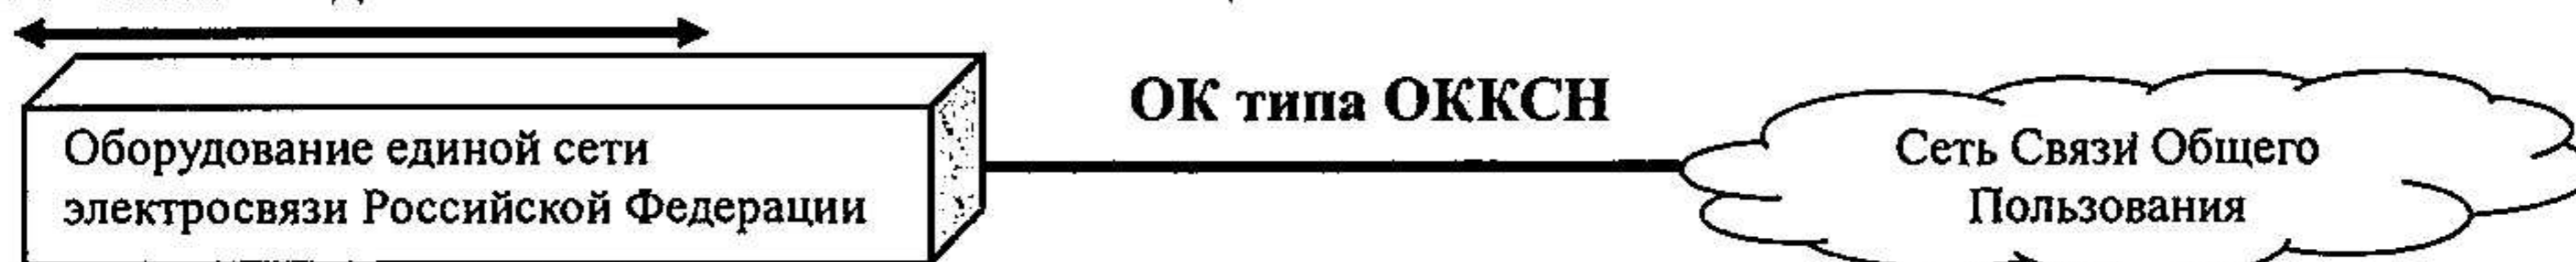 ОК типа ОККСН
Оборудование единой сети
электросвязи Российской Федерации
Сеть Связи Общего
Пользования